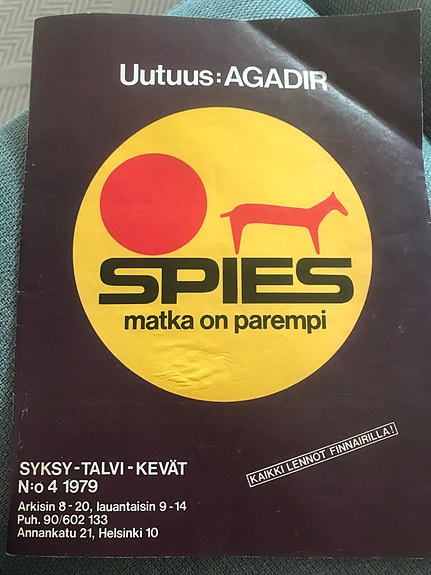 Uutuus: AGADIR
SPIES
matka on parempi
KAIKKI LENNOT FINNAIRILLA!
SYKSY - TALVI - KEVÄT
N:o 4 1979
Arkisin 8 - 20, lauantaisin 9 - 14
Puh. 90/602 133
Annankatu 21, Helsinki 10